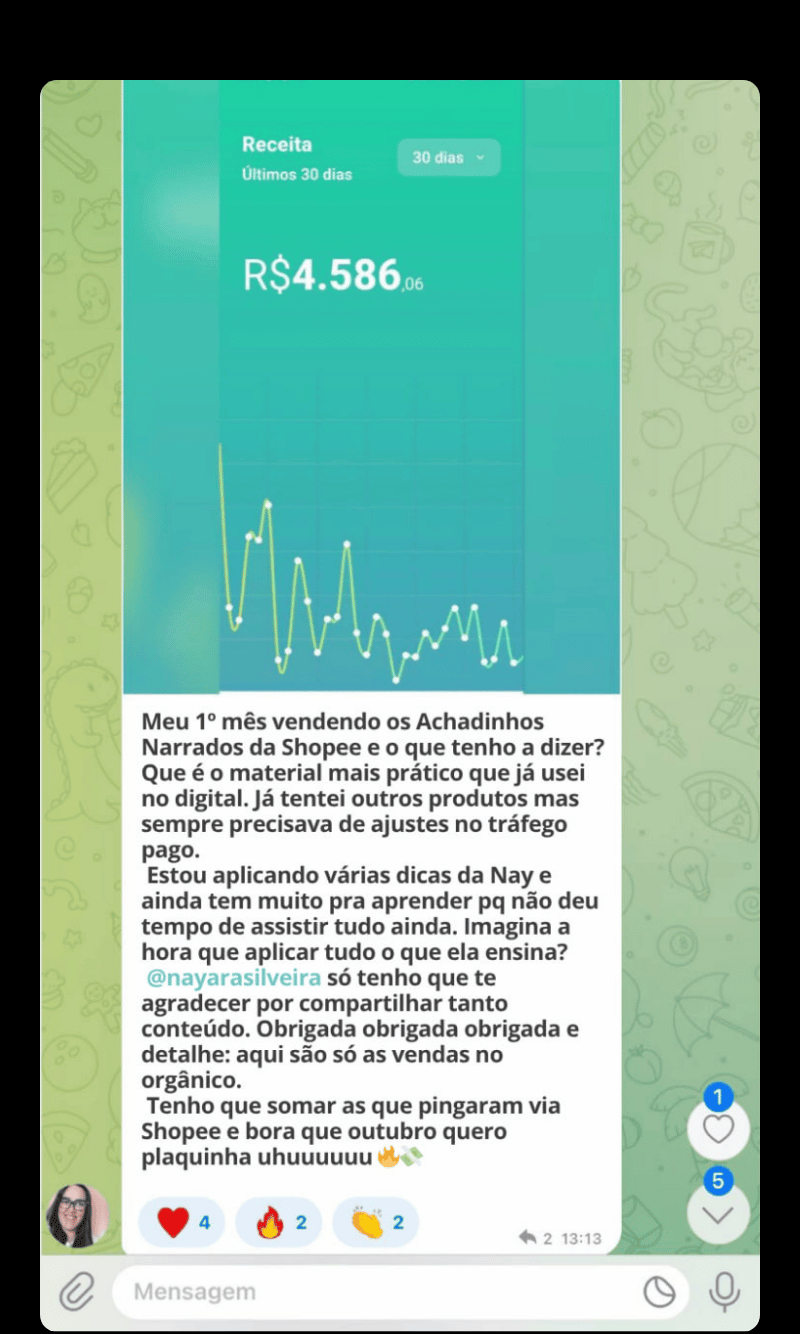 Receita
30 dias
Últimos 30 dias
R$4.586,06
Meu 1º mês vendendo os Achadinhos
Narrados da Shopee e o que tenho a dizer?
Que é o material mais prático que já usei
no digital. Já tentei outros produtos mas
sempre precisava de ajustes no tráfego
pago.
Estou aplicando várias dicas da Nay e
ainda tem muito pra aprender pq não deu
tempo de assistir tudo ainda. Imagina a
hora que aplicar tudo o que ela ensina?
@nayarasilveira só tenho que te
agradecer por compartilhar tanto
conteúdo. Obrigada obrigada obrigada e
detalhe: aqui são só as vendas no
orgânico.
Tenho que somar as que pingaram via
Shopee e bora que outubro quero
plaquinha uhuuuuuu 🔥💸
❤️ 4 🔥 2 👏 2
2 13:13
1
5
Mensagem